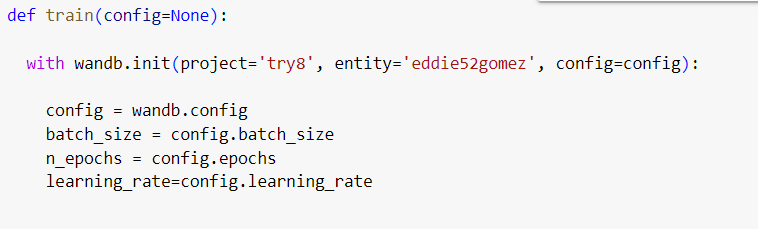 def train(config=None):
with wandb.init(project='try8', entity='eddie52gomez', config=config):
config = wandb.config
batch_size = config.batch_size
n_epochs = config.epochs
learning_rate=config.learning_rate